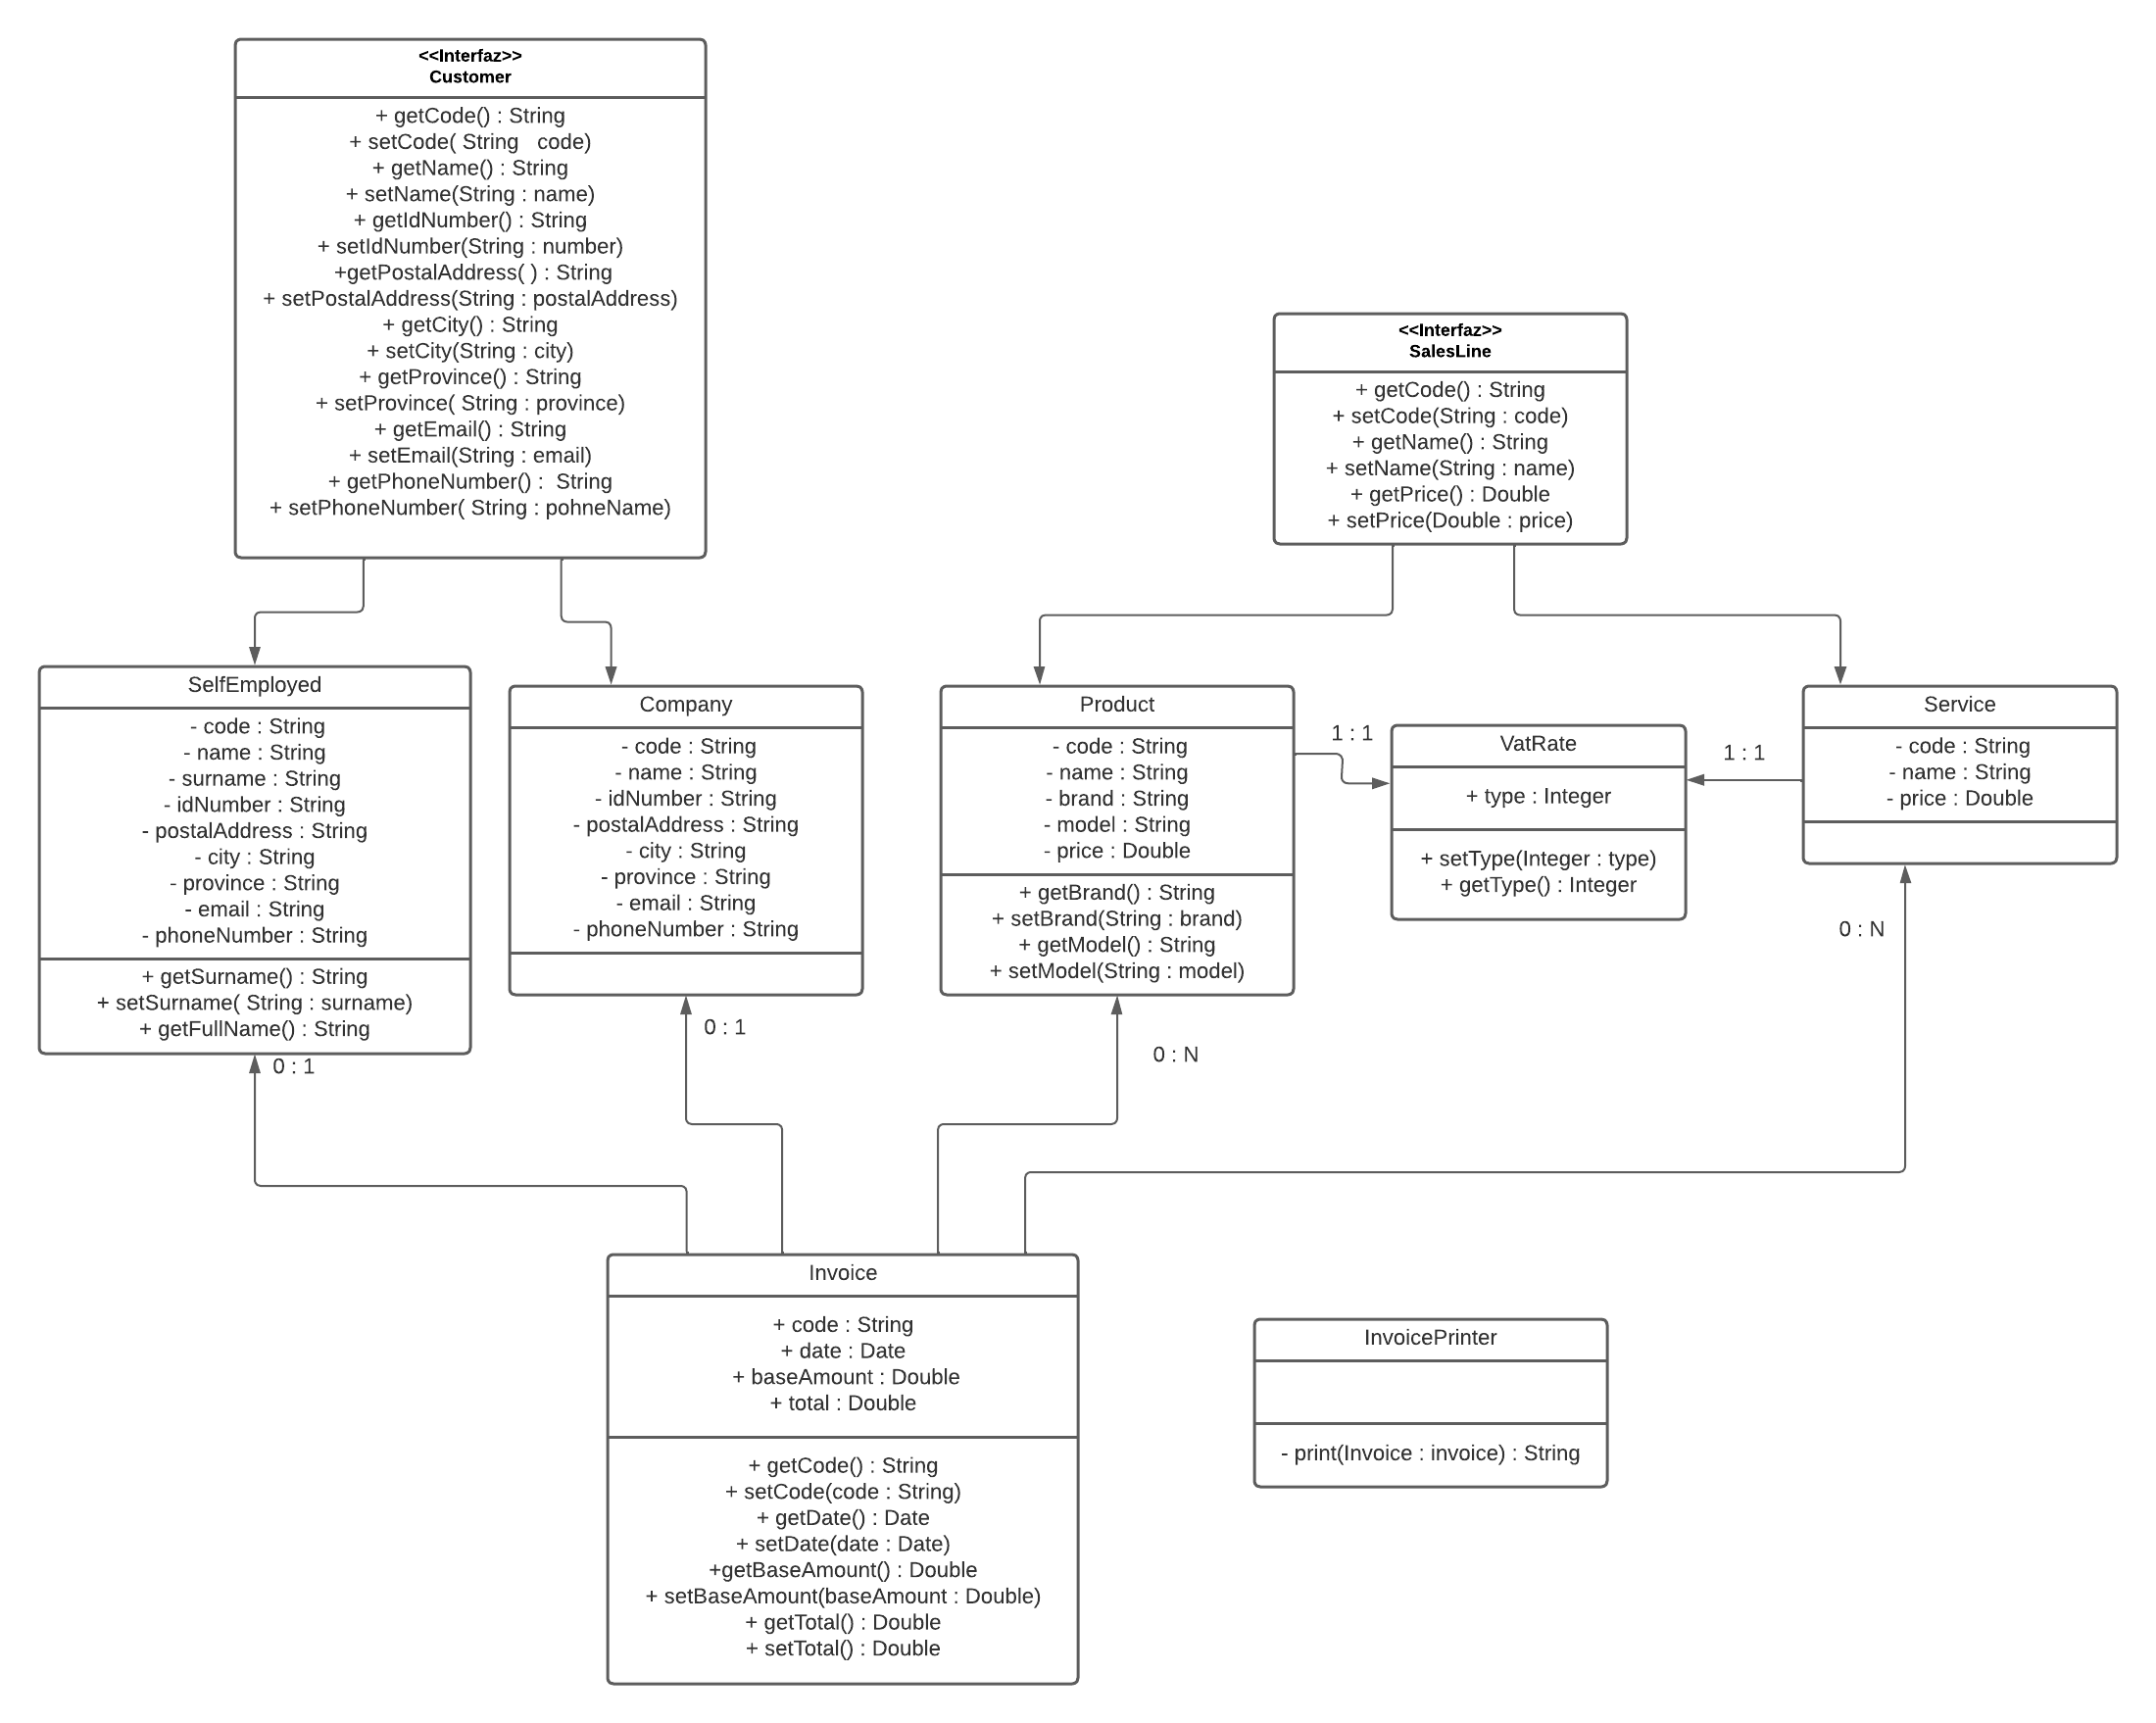 <<Interfaz>>
Customer
+ getCode() : String
+ setCode( String   code)
+ getName() : String
+ setName(String : name)
+ getIdNumber() : String
+ setIdNumber(String : number)
+getPostalAddress( ) : String
+ setPostalAddress(String : postalAddress)
+ getCity() : String
+ setCity(String : city)
+ getProvince() : String
+ setProvince( String : province)
+ getEmail() : String
+ setEmail(String : email)
+ getPhoneNumber() :  String
+ setPhoneNumber( String : pohneName)
<<Interfaz>>
SalesLine
+ getCode() : String
+ setCode(String : code)
+ getName() : String
+ setName(String : name)
+ getPrice() : Double
+ setPrice(Double : price)
SelfEmployed
- code : String
- name : String
- surname : String
- idNumber : String
- postalAddress : String
- city : String
- province : String
- email : String
- phoneNumber : String
+ getSurname() : String
+ setSurname( String : surname)
+ getFullName() : String
0 : 1
Company
- code : String
- name : String
- idNumber : String
- postalAddress : String
- city : String
- province : String
- email : String
- phoneNumber : String
0 : 1
Product
- code : String
- name : String
- brand : String
- model : String
- price : Double
+ getBrand() : String
+ setBrand(String : brand)
+ getModel() : String
+ setModel(String : model)
0 : N
1 : 1
VatRate
+ type : Integer
+ setType(Integer : type)
+ getType() : Integer
1 : 1
Service
- code : String
- name : String
- price : Double
0 : N
Invoice
+ code : String
+ date : Date
+ baseAmount : Double
+ total : Double
+ getCode() : String
+ setCode(code : String)
+ getDate() : Date
+ setDate(date : Date)
+getBaseAmount() : Double
+ setBaseAmount(baseAmount : Double)
+ getTotal() : Double
+ setTotal() : Double
InvoicePrinter
- print(Invoice : invoice) : String